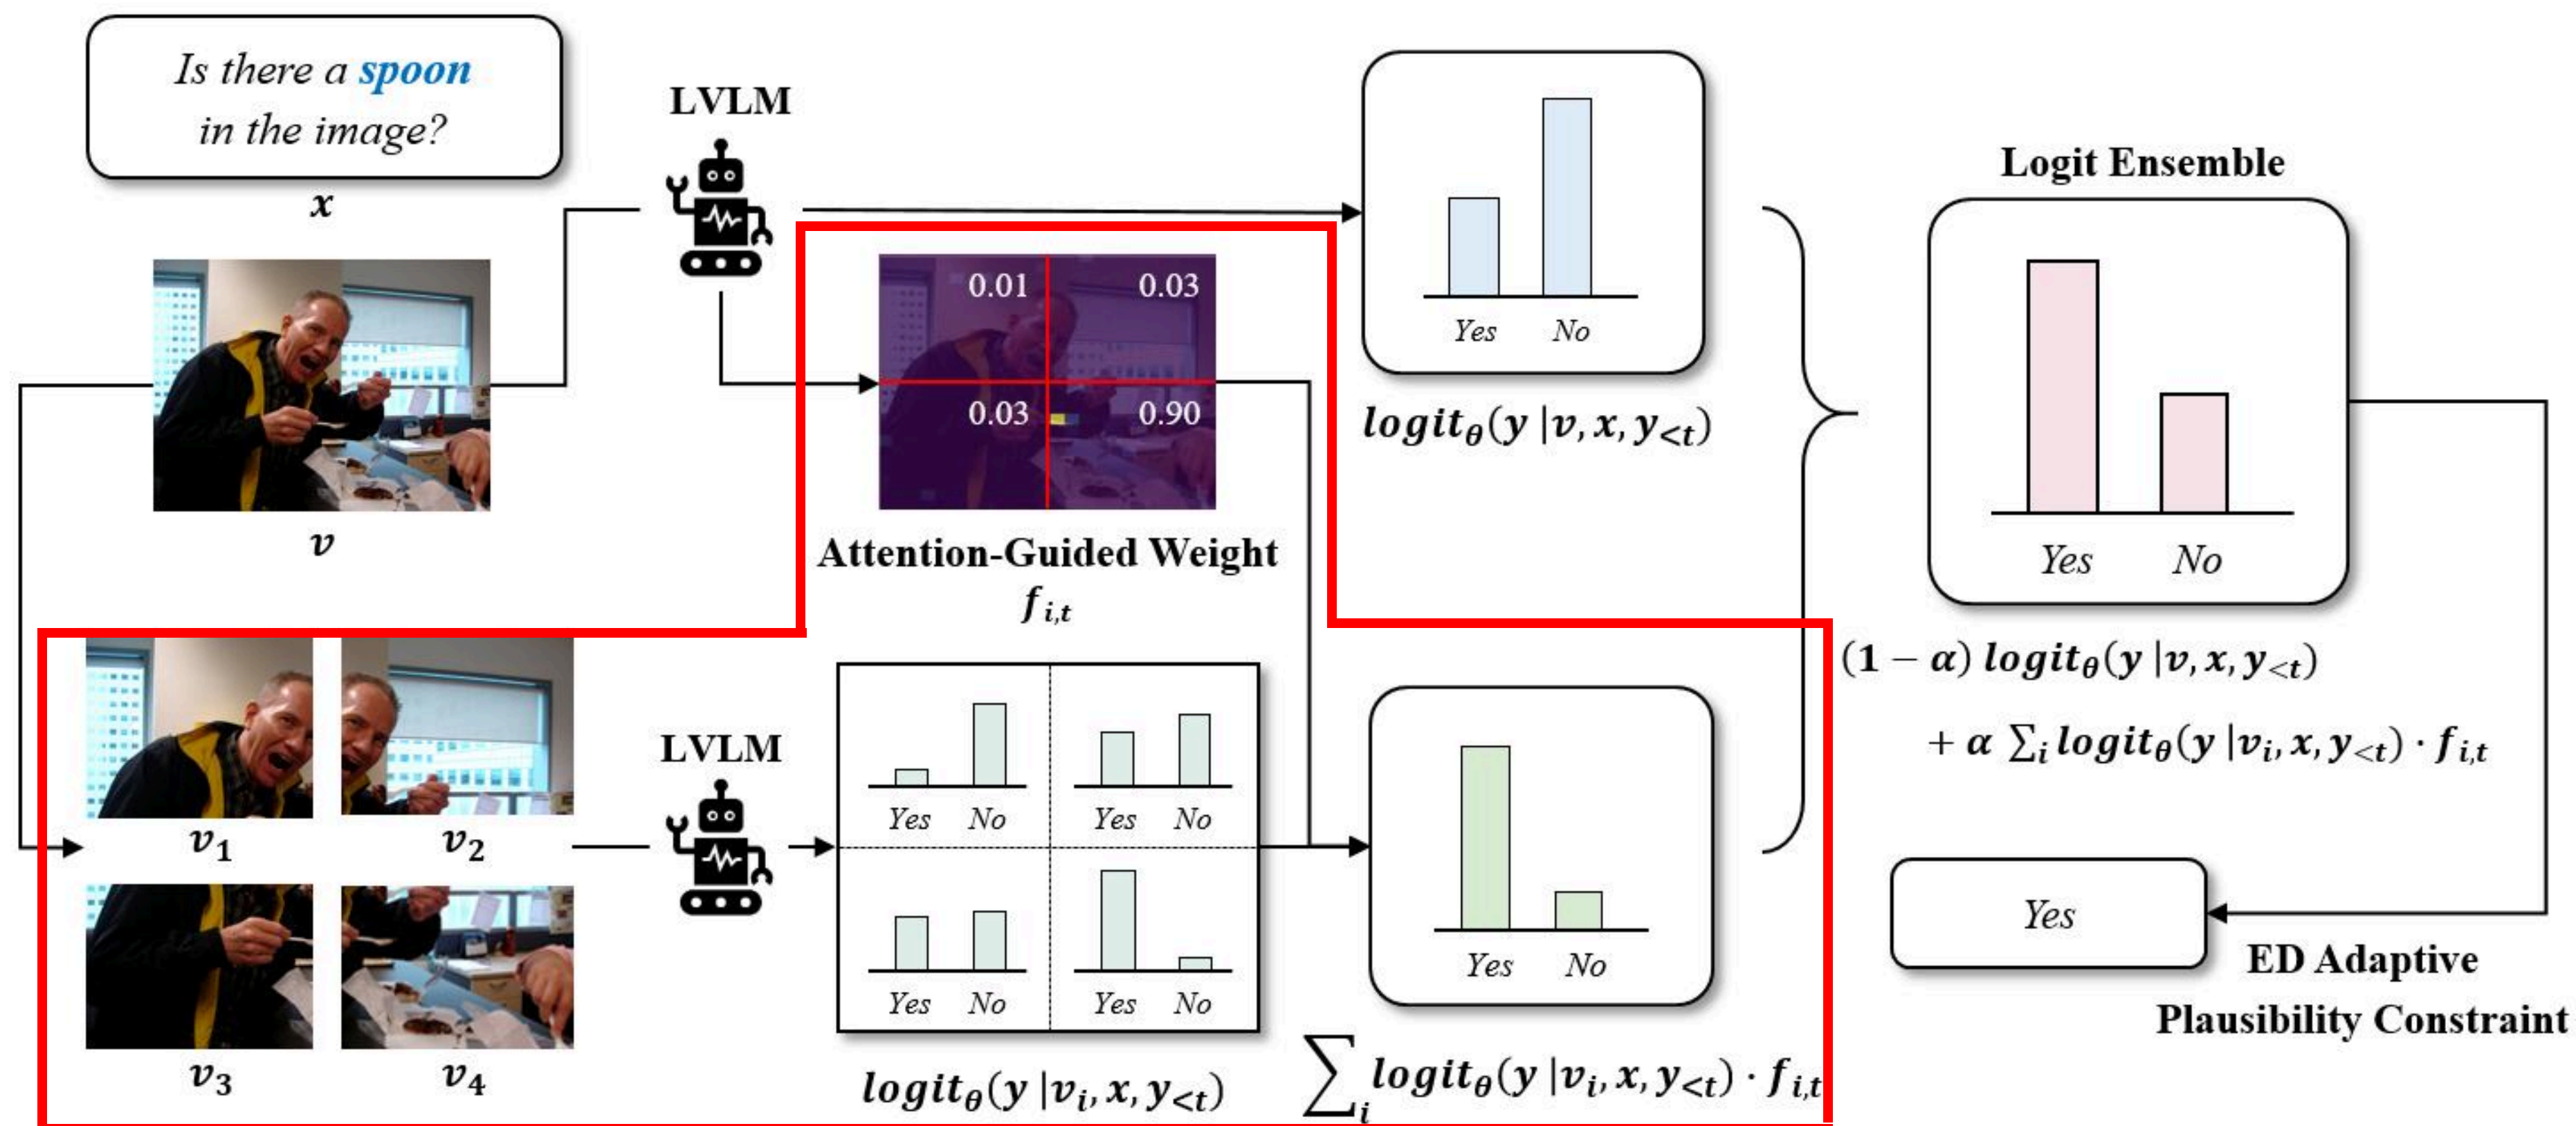 Is there a spoon
in the image?
x
v
LVLM
0.01 0.03
0.03 0.90
Attention-Guided Weight
f_{i,t}
Yes No
logit_θ(y |v, x, y_{<t})
v_1 v_2
v_3 v_4
LVLM
Yes No Yes No
Yes No Yes No
logit_θ(y |v_i, x, y_{<t})
Yes No
∑_i logit_θ(y |v_i, x, y_{<t}) · f_{i,t}
Logit Ensemble
Yes No
(1 − α) logit_θ(y |v, x, y_{<t})
+ α ∑_i logit_θ(y |v_i, x, y_{<t}) · f_{i,t}
Yes
ED Adaptive
Plausibility Constraint